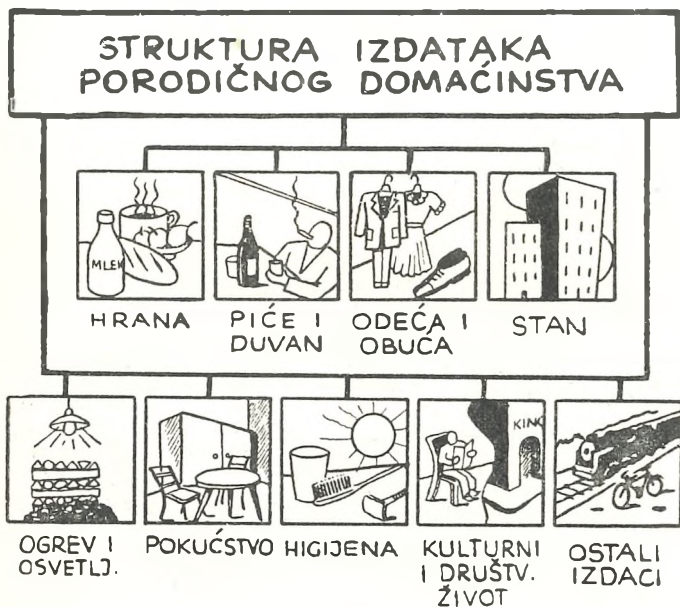 STRUKTURA IZDATAKA
PORODIČNOG DOMAĆINSTVA
MLEK
HRANA
PIĆE I
DUVAN
ODEĆA I
OBUĆA
STAN
KINO
OGREV I
OSVETLJ.
POKUĆSTVO
HIGIJENA
KULTURNI
I DRUŠTV.
ŽIVOT
OSTALI
IZDACI